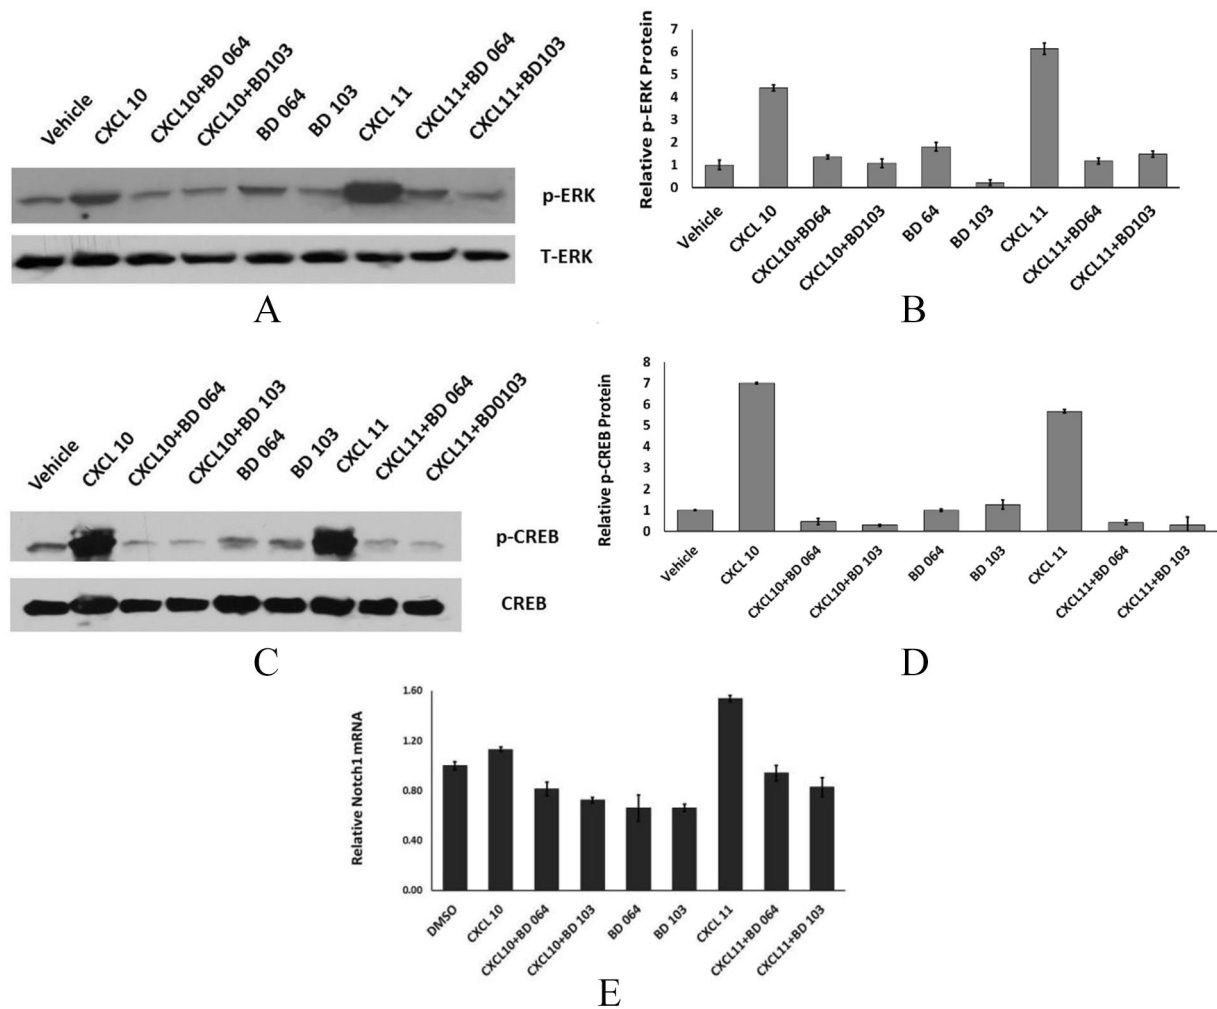 Vehicle
CXCL 10
CXCL10+BD 064
CXCL10+BD103
BD 064
BD 103
CXCL 11
CXCL11+BD 064
CXCL11+BD103
p-ERK
T-ERK
A
Relative p-ERK Protein
7
6
5
4
3
2
1
0
Vehicle
CXCL 10
CXCL10+BD64
CXCL10+BD103
BD 64
BD 103
CXCL 11
CXCL11+BD64
CXCL11+BD103
B
Vehicle
CXCL 10
CXCL10+BD 064
CXCL10+BD 103
BD 064
BD 103
CXCL 11
CXCL11+BD 064
CXCL11+BD0103
p-CREB
CREB
C
Relative p-CREB Protein
8
7
6
5
4
3
2
1
0
Vehicle
CXCL 10
CXCL10+BD 064
CXCL10+BD 103
BD 064
BD 103
CXCL 11
CXCL11+BD 064
CXCL11+BD 103
D
Relative Notch1 mRNA
1.60
1.20
0.80
0.40
0.00
DMSO
CXCL 10
CXCL10+BD 064
CXCL10+BD 103
BD 064
BD 103
CXCL 11
CXCL11+BD 064
CXCL11+BD 103
E